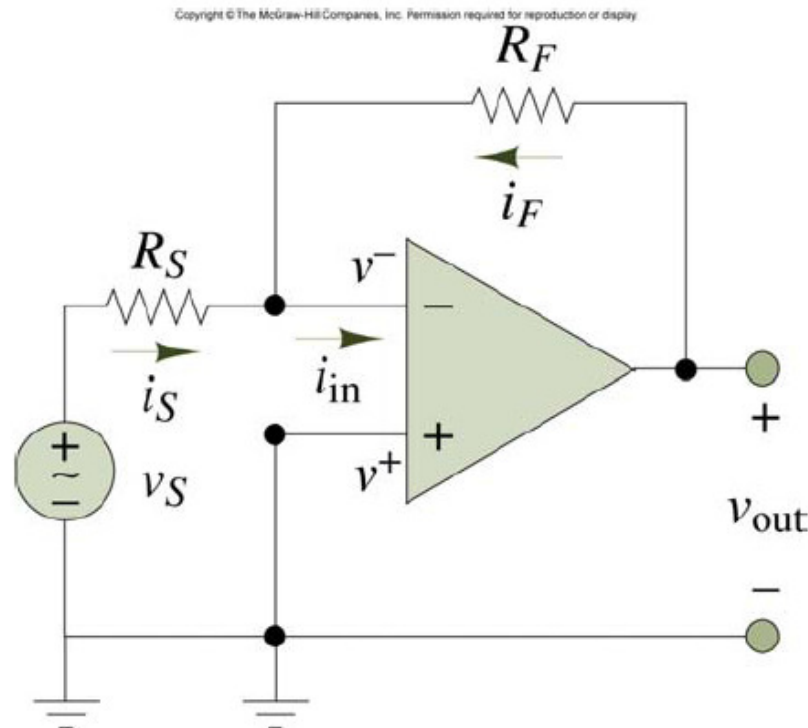 Copyright © The McGraw-Hill Companies, Inc. Permission required for reproduction or display.
R_F
i_F
R_S
v^-
−
i_S
i_in
+
+
~
−
v_S
v^+
+
v_out
−